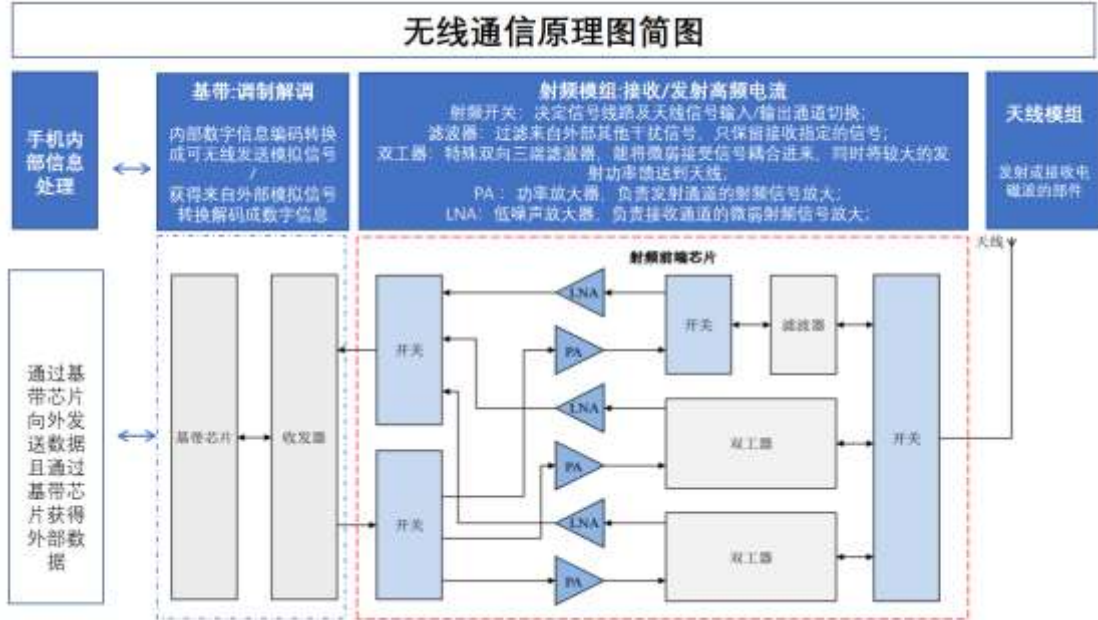 无线通信原理图简图
手机内
部信息
处理
基带:调制解调
内部数字信息编码转换
成可无线发送模拟信号
/
获得来自外部模拟信号
转换解码成数字信息
射频模组:接收/发射高频电流
射频开关：决定信号线路及天线信号输入/输出通道切换；
滤波器：过滤来自外部其他干扰信号，只保留接收指定的信号；
双工器：特殊双向三端滤波器，能将微弱接受信号耦合进来，同时将较大的发
射功率馈送到天线；
PA：功率放大器，负责发射通道的射频信号放大；
LNA：低噪声放大器，负责接收通道的微弱射频信号放大；
天线模组
发射或接收电
磁波的部件
通过基
带芯片
向外发
送数据
且通过
基带芯
片获得
外部数
据
基带芯片
收发器
开关
开关
射频前端芯片
LNA
PA
LNA
PA
LNA
PA
开关
滤波器
双工器
双工器
开关
天线